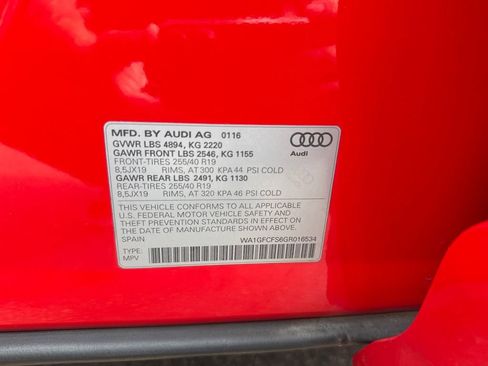 MFD. BY AUDI AG 0116
GVWR LBS 4894, KG 2220
GAWR FRONT LBS 2546, KG 1155
FRONT-TIRES 255/40 R19
8,5JX19 RIMS, AT 300 KPA 44 PSI COLD
GAWR REAR LBS 2491, KG 1130
REAR-TIRES 255/40 R19
8,5JX19 RIMS, AT 320 KPA 46 PSI COLD
Audi
THIS VEHICLE CONFORMS TO ALL APPLICABLE
U.S. FEDERAL MOTOR VEHICLE SAFETY AND
THEFT PREVENTION STANDARDS IN EFFECT
ON THE DATE OF MANUFACTURE SHOWN ABOVE.
SPAIN WA1GFCFS6GR016534
TYPE:
MPV